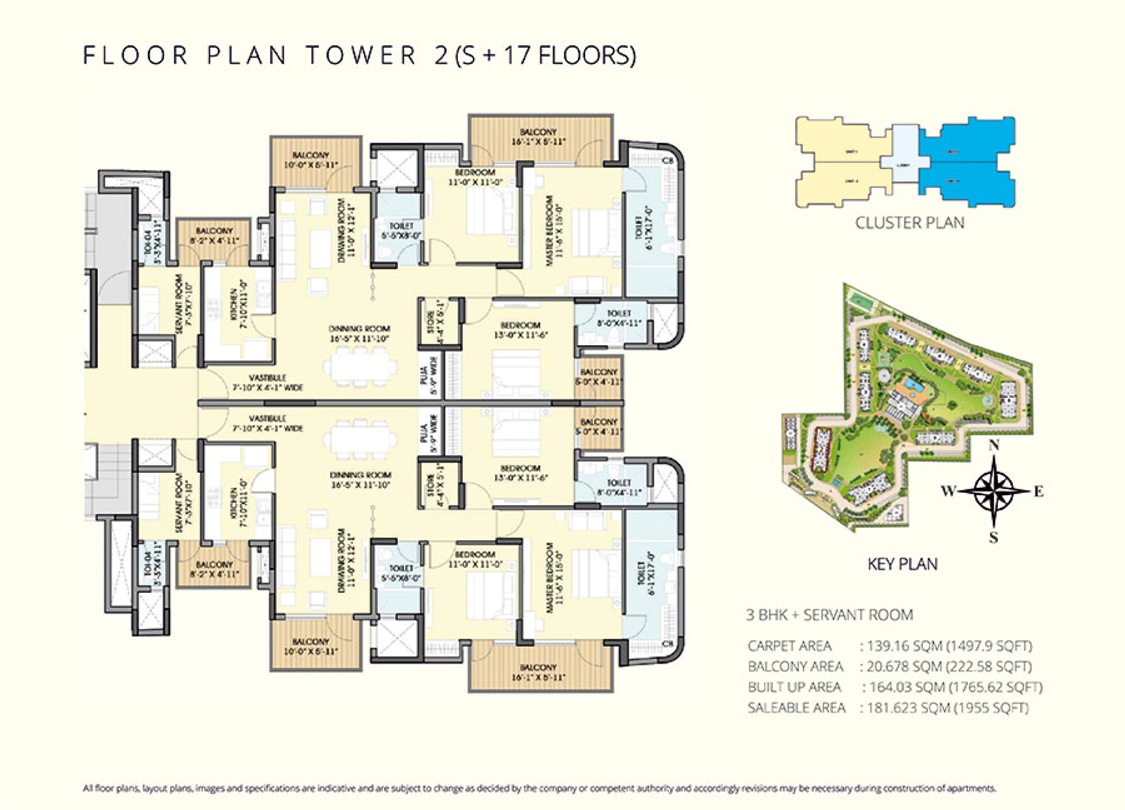 FLOOR PLAN TOWER 2 (S + 17 FLOORS)
BALCONY
16'-1" X 5'-11"
BALCONY
10'-0" X 5'-11"
BEDROOM
11'-0" X 11'-0"
CB
BALCONY
8'-2" X 4'-11"
TOI-04
5'-3"X4'-11"
DRAWING ROOM
11'-0" X 12'-1"
TOILET
5'-5"X8'-0"
MASTER BEDROOM
11'-6" X 15'-0"
TOILET
6'-1"X17'-0"
SERVANT ROOM
7'-3"X7'-10"
KITCHEN
7'-10"X11'-0"
DINNING ROOM
16'-5" X 11'-10"
STORE
4'-4" X 5'-1"
BEDROOM
13'-0" X 11'-6"
TOILET
8'-0"X4'-11"
VASTIBULE
7'-10" X 4'-1" WIDE
PUJA
5'-9" WIDE
BALCONY
5-0" X 4'-11"
VASTIBULE
7'-10" X 4'-1" WIDE
PUJA
5'-9" WIDE
BALCONY
5-0" X 4'-11"
DINNING ROOM
16'-5" X 11'-10"
STORE
4'-4" X 5'-1"
BEDROOM
13'-0" X 11'-6"
TOILET
8'-0"X4'-11"
SERVANT ROOM
7'-3"X7'-10"
KITCHEN
7'-10"X11'-0"
TOI-04
5'-3"X4'-11"
BALCONY
8'-2" X 4'-11"
DRAWING ROOM
11'-0" X 12'-1"
TOILET
5'-5"X8'-0"
BEDROOM
11'-0" X 11'-0"
MASTER BEDROOM
11'-6" X 15'-0"
TOILET
6'-1"X17'-0"
CB
BALCONY
10'-0" X 5'-11"
BALCONY
16'-1" X 5'-11"
LOBBY
CLUSTER PLAN
N
W
E
S
KEY PLAN
3 BHK + SERVANT ROOM
CARPET AREA : 139.16 SQM (1497.9 SQFT)
BALCONY AREA : 20.678 SQM (222.58 SQFT)
BUILT UP AREA : 164.03 SQM (1765.62 SQFT)
SALEABLE AREA : 181.623 SQM (1955 SQFT)
All floor plans, layout plans, images and specifications are indicative and are subject to change as decided by the company or competent authority and accordingly revisions may be necessary during construction of apartments.